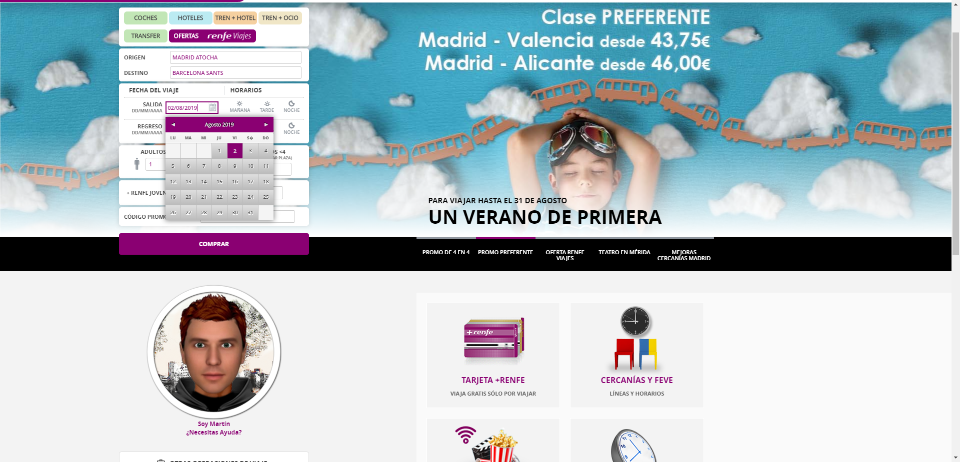 COCHES
HOTELES
TREN + HOTEL
TREN + OCIO
TRANSFER
OFERTAS renfe Viajes
ORIGEN
MADRID ATOCHA
DESTINO
BARCELONA SANTS
FECHA DEL VIAJE
HORARIOS
SALIDA
DD/MM/AAAA
02/08/2019
MAÑANA
TARDE
NOCHE
REGRESO
DD/MM/AAAA
NOCHE
Agosto 2019
LU MA MI JU VI SA DO
1 2 3 4
5 6 7 8 9 10 11
12 13 14 15 16 17 18
19 20 21 22 23 24 25
26 27 28 29 30 31
ADULTOS
1
+ RENFE JOVEN
CÓDIGO PROMO
COMPRAR
Clase PREFERENTE
Madrid - Valencia desde 43,75€
Madrid - Alicante desde 46,00€
PARA VIAJAR HASTA EL 31 DE AGOSTO
UN VERANO DE PRIMERA
PROMO DE 4 EN 4
PROMO PREFERENTE
OFERTA RENFE
VIAJES
TEATRO EN MÉRIDA
MEJORAS
CERCANÍAS MADRID
Soy Martín
¿Necesitas Ayuda?
+renfe
TARJETA +RENFE
VIAJA GRATIS SÓLO POR VIAJAR
CERCANÍAS Y FEVE
LÍNEAS Y HORARIOS